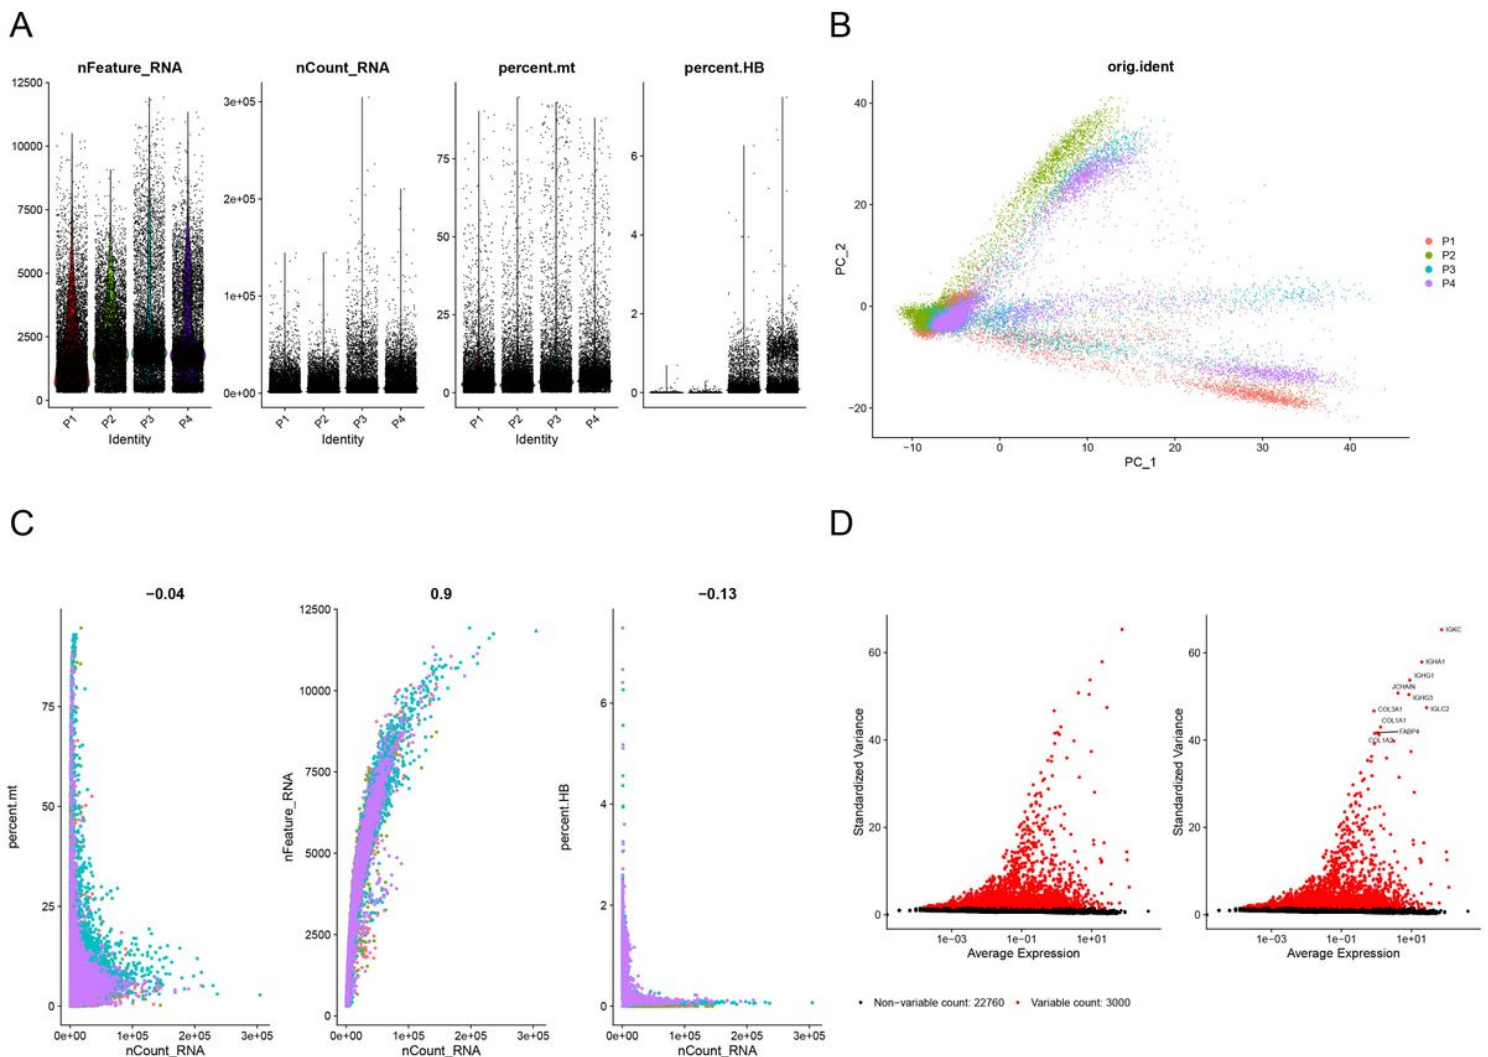 A
B
nFeature_RNA
nCount_RNA
percent.mt
percent.HB
12500
10000
7500
5000
2500
0
P1
P2
P3
P4
Identity
3e+05
2e+05
1e+05
0e+00
P1
P2
P3
P4
Identity
75
50
25
0
P1
P2
P3
P4
Identity
6
4
2
0
orig.ident
PC_2
40
20
0
−20
−10
0
10
20
30
40
PC_1
P1
P2
P3
P4
C
D
−0.04
percent.mt
75
50
25
0
0e+00
1e+05
2e+05
3e+05
nCount_RNA
0.9
nFeature_RNA
12500
10000
7500
5000
2500
0
0e+00
1e+05
2e+05
3e+05
nCount_RNA
−0.13
percent.HB
6
4
2
0
0e+00
1e+05
2e+05
3e+05
nCount_RNA
Standardized Variance
60
40
20
0
1e−03
1e−01
1e+01
Average Expression
Standardized Variance
60
40
20
0
IGKC
IGHA1
IGHG1
JCHAIN
IGHG3
IGLC2
COL3A1
COL1A1
FABP4
COL1A2
1e−03
1e−01
1e+01
Average Expression
Non−variable count: 22760
Variable count: 3000